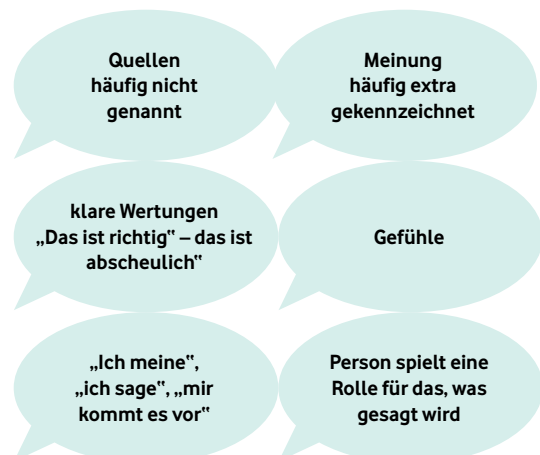 Quellen
häufig nicht
genannt
Meinung
häufig extra
gekennzeichnet
klare Wertungen
„Das ist richtig“ – das ist
abscheulich“
Gefühle
„Ich meine“,
„ich sage“, „mir
kommt es vor“
Person spielt eine
Rolle für das, was
gesagt wird